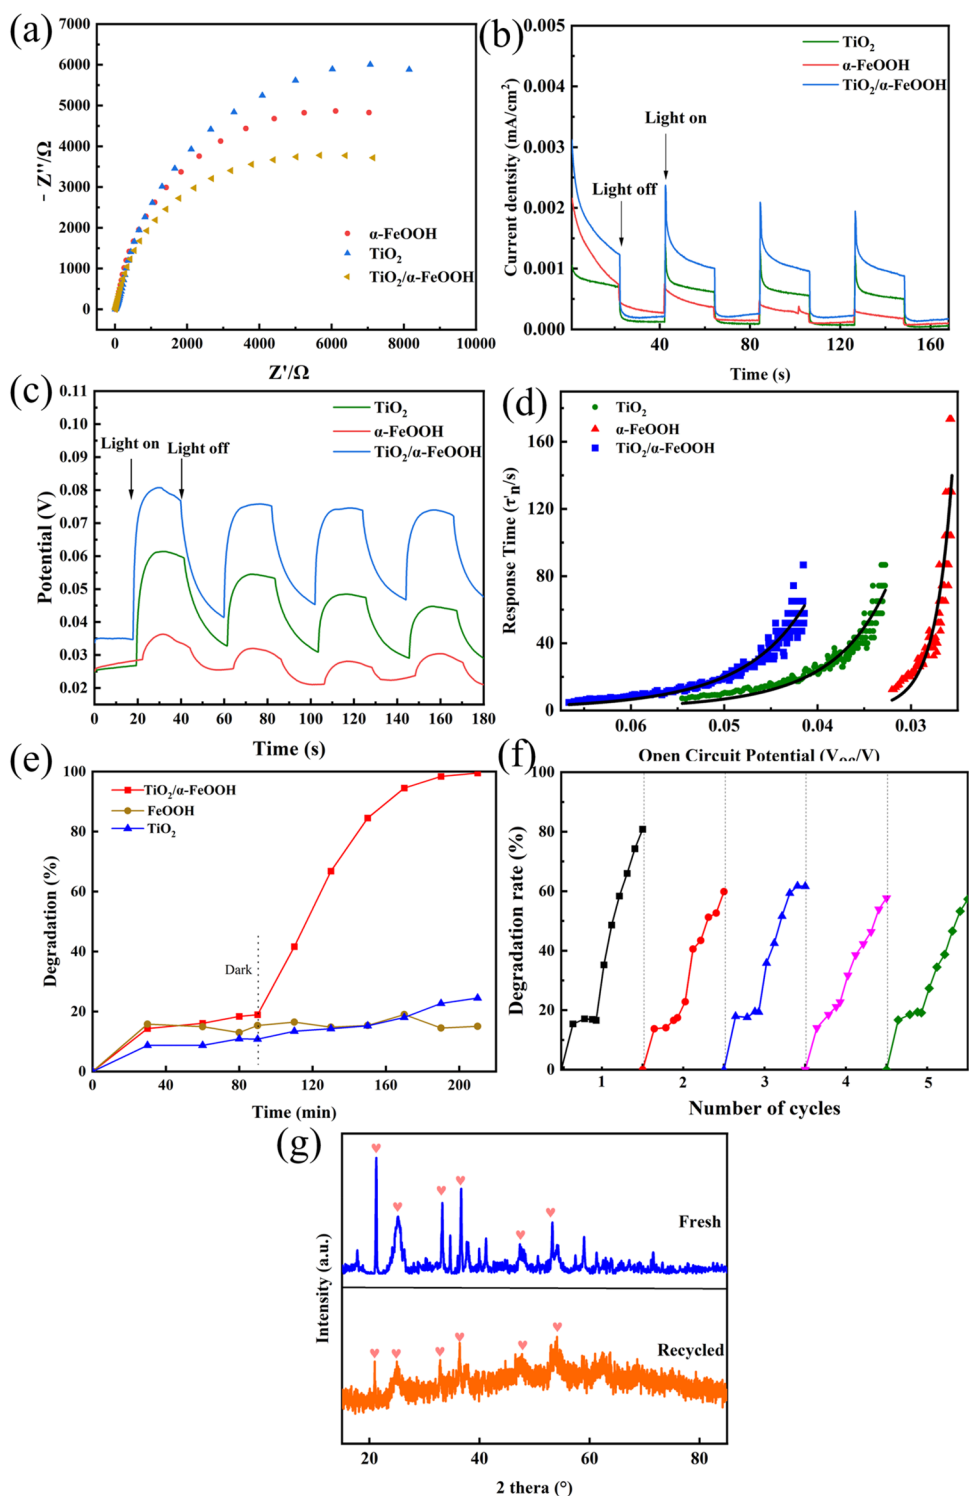 (a)
7000
6000
5000
4000
3000
2000
1000
0
- Z''/Ω
α-FeOOH
TiO2
TiO2/α-FeOOH
0 2000 4000 6000 8000 10000
Z'/Ω
(b)
0.005
0.004
0.003
0.002
0.001
0.000
Current dentsity (mA/cm2)
TiO2
α-FeOOH
TiO2/α-FeOOH
Light on
Light off
40 80 120 160
Time (s)
(c)
0.11
0.10
0.09
0.08
0.07
0.06
0.05
0.04
0.03
0.02
Potential (V)
TiO2
α-FeOOH
TiO2/α-FeOOH
Light on
Light off
0 20 40 60 80 100 120 140 160 180
Time (s)
(d)
160
120
80
40
0
Response Time (τ'n/s)
TiO2
α-FeOOH
TiO2/α-FeOOH
0.06 0.05 0.04 0.03
Open Circuit Potential (Voc/V)
(e)
100
80
60
40
20
0
Degradation (%)
TiO2/α-FeOOH
FeOOH
TiO2
Dark
0 40 80 120 160 200
Time (min)
(f)
100
80
60
40
20
0
Degradation rate (%)
1 2 3 4 5
Number of cycles
(g)
Intensity (a.u.)
Fresh
Recycled
20 40 60 80
2 thera (°)